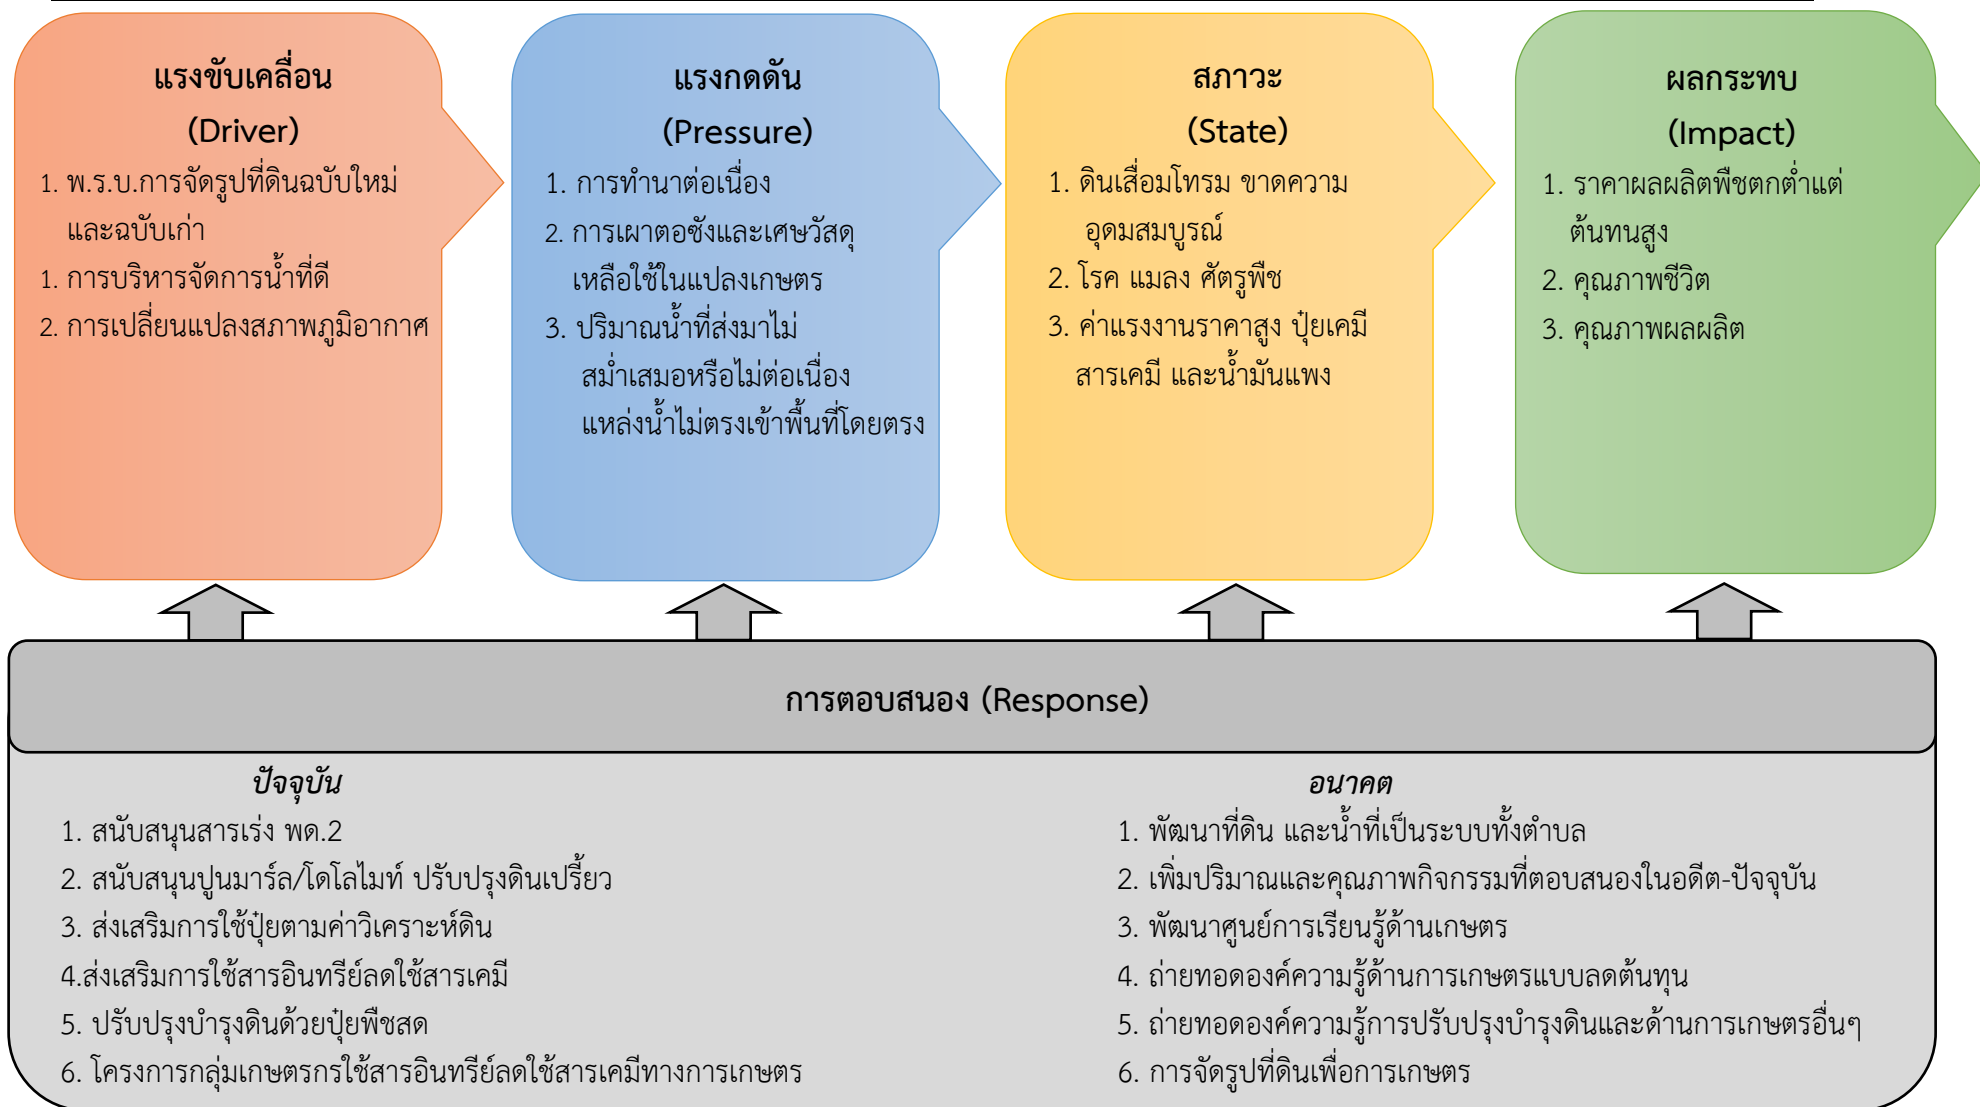 แรงขับเคลื่อน
(Driver)
1. พ.ร.บ.การจัดรูปที่ดินฉบับใหม่
และฉบับเก่า
1. การบริหารจัดการน้ำที่ดี
2. การเปลี่ยนแปลงสภาพภูมิอากาศ
แรงกดดัน
(Pressure)
1. การทำนาต่อเนื่อง
2. การเผาตอซังและเศษวัสดุ
เหลือใช้ในแปลงเกษตร
3. ปริมาณน้ำที่ส่งมาไม่
สม่ำเสมอหรือไม่ต่อเนื่อง
แหล่งน้ำไม่ตรงเข้าพื้นที่โดยตรง
สภาวะ
(State)
1. ดินเสื่อมโทรม ขาดความ
อุดมสมบูรณ์
2. โรค แมลง ศัตรูพืช
3. ค่าแรงงานราคาสูง ปุ๋ยเคมี
สารเคมี และน้ำมันแพง
ผลกระทบ
(Impact)
1. ราคาผลผลิตพืชตกต่ำแต่
ต้นทนสูง
2. คุณภาพชีวิต
3. คุณภาพผลผลิต
การตอบสนอง (Response)
ปัจจุบัน
1. สนับสนุนสารเร่ง พด.2
2. สนับสนุนปูนมาร์ล/โดโลไมท์ ปรับปรุงดินเปรี้ยว
3. ส่งเสริมการใช้ปุ๋ยตามค่าวิเคราะห์ดิน
4.ส่งเสริมการใช้สารอินทรีย์ลดใช้สารเคมี
5. ปรับปรุงบำรุงดินด้วยปุ๋ยพืชสด
6. โครงการกลุ่มเกษตรกรใช้สารอินทรีย์ลดใช้สารเคมีทางการเกษตร
อนาคต
1. พัฒนาที่ดิน และน้ำที่เป็นระบบทั้งตำบล
2. เพิ่มปริมาณและคุณภาพกิจกรรมที่ตอบสนองในอดีต-ปัจจุบัน
3. พัฒนาศูนย์การเรียนรู้ด้านเกษตร
4. ถ่ายทอดองค์ความรู้ด้านการเกษตรแบบลดต้นทุน
5. ถ่ายทอดองค์ความรู้การปรับปรุงบำรุงดินและด้านการเกษตรอื่นๆ
6. การจัดรูปที่ดินเพื่อการเกษตร